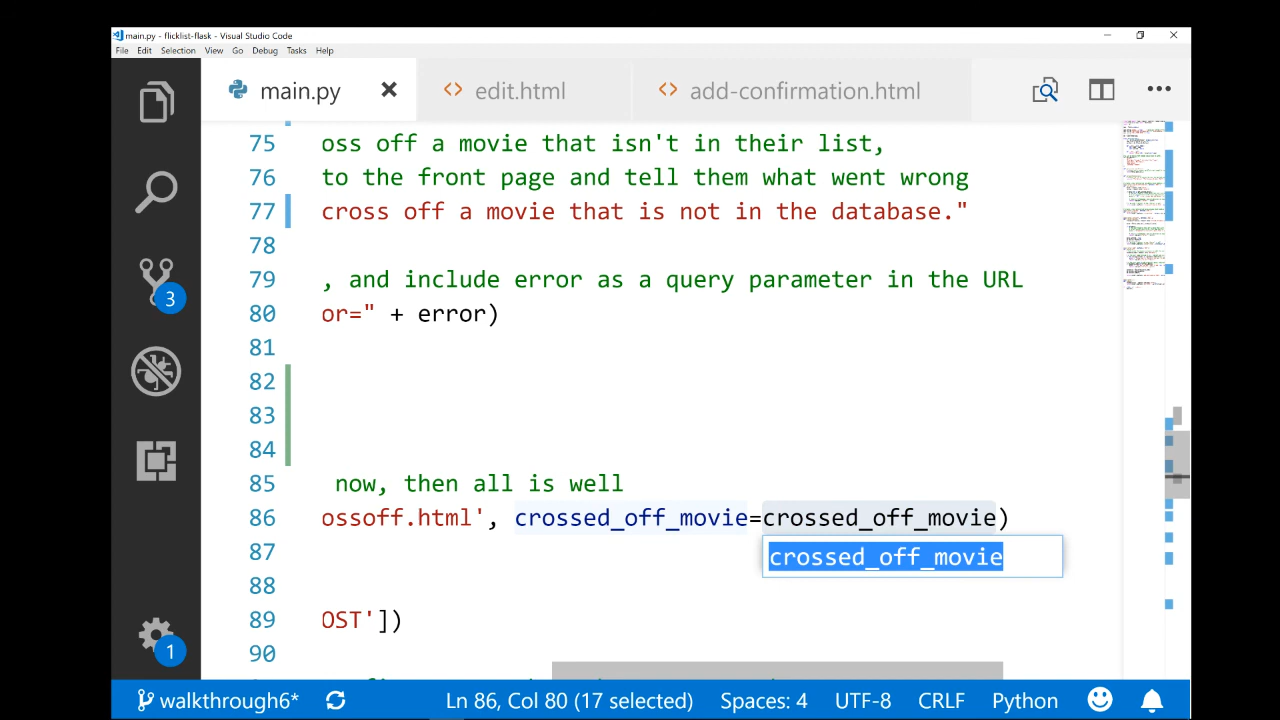 main.py - flicklist-flask - Visual Studio Code
File Edit Selection View Go Debug Tasks Help
main.py edit.html add-confirmation.html
75 oss off a movie that isn't in their list,
76 to the front page and tell them what went wrong
77 cross off a movie that is not in the database."
78
79 , and include error as a query parameter in the URL
80 or=" + error)
81
82
83
84
85 now, then all is well
86 ossoff.html', crossed_off_movie=crossed_off_movie)
crossed_off_movie
87
88
89 OST'])
90
3
1
walkthrough6* Ln 86, Col 80 (17 selected) Spaces: 4 UTF-8 CRLF Python